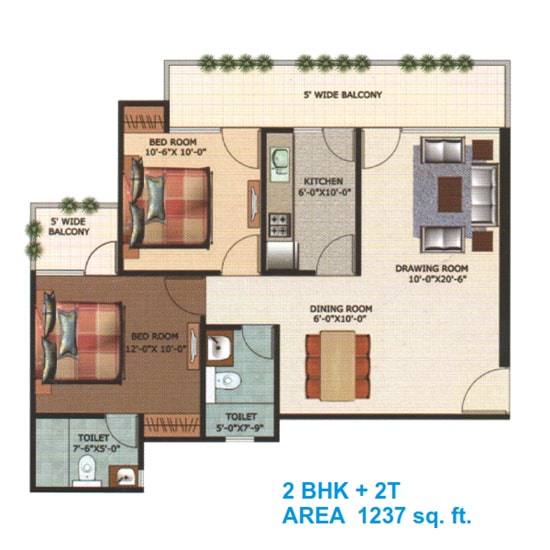 5' WIDE BALCONY
BED ROOM
10'-6"X 10'-0"
KITCHEN
6'-0"X10'-0"
5' WIDE
BALCONY
DRAWING ROOM
10'-0"X20'-6"
DINING ROOM
6'-0"X10'-0"
BED ROOM
12'-0"X 10'-0"
TOILET
5'-0"X7'-9"
TOILET
7'-6"X5'-0"
2 BHK + 2T
AREA 1237 sq. ft.